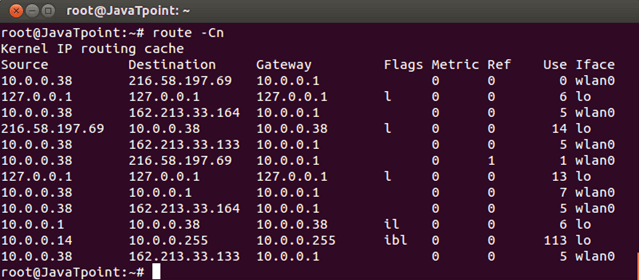 root@JavaTpoint: ~
root@JavaTpoint:~# route -Cn
Kernel IP routing cache
Source Destination Gateway Flags Metric Ref Use Iface
10.0.0.38 216.58.197.69 10.0.0.1 0 0 0 wlan0
127.0.0.1 127.0.0.1 127.0.0.1 l 0 0 6 lo
10.0.0.38 162.213.33.164 10.0.0.1 0 0 5 wlan0
216.58.197.69 10.0.0.38 10.0.0.38 l 0 0 14 lo
10.0.0.38 162.213.33.133 10.0.0.1 0 0 5 wlan0
10.0.0.38 216.58.197.69 10.0.0.1 0 1 1 wlan0
127.0.0.1 127.0.0.1 127.0.0.1 l 0 0 13 lo
10.0.0.38 10.0.0.1 10.0.0.1 0 0 7 wlan0
10.0.0.38 162.213.33.164 10.0.0.1 0 0 5 wlan0
10.0.0.1 10.0.0.38 10.0.0.38 il 0 0 6 lo
10.0.0.14 10.0.0.255 10.0.0.255 ibl 0 0 113 lo
10.0.0.38 162.213.33.133 10.0.0.1 0 0 5 wlan0
root@JavaTpoint:~#